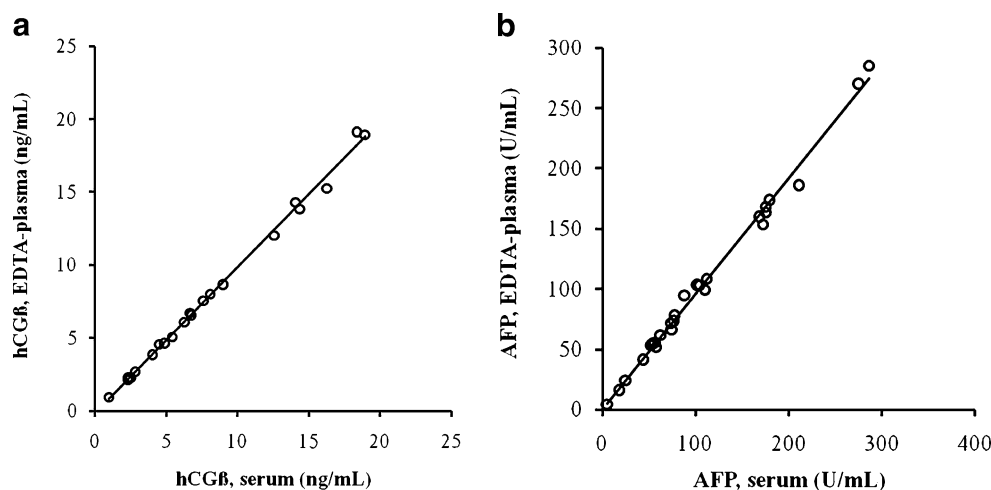 a
25
20
15
10
5
0
hCGß, EDTA-plasma (ng/mL)
0 5 10 15 20 25
hCGß, serum (ng/mL)
b
300
250
200
150
100
50
0
AFP, EDTA-plasma (U/mL)
0 100 200 300 400
AFP, serum (U/mL)